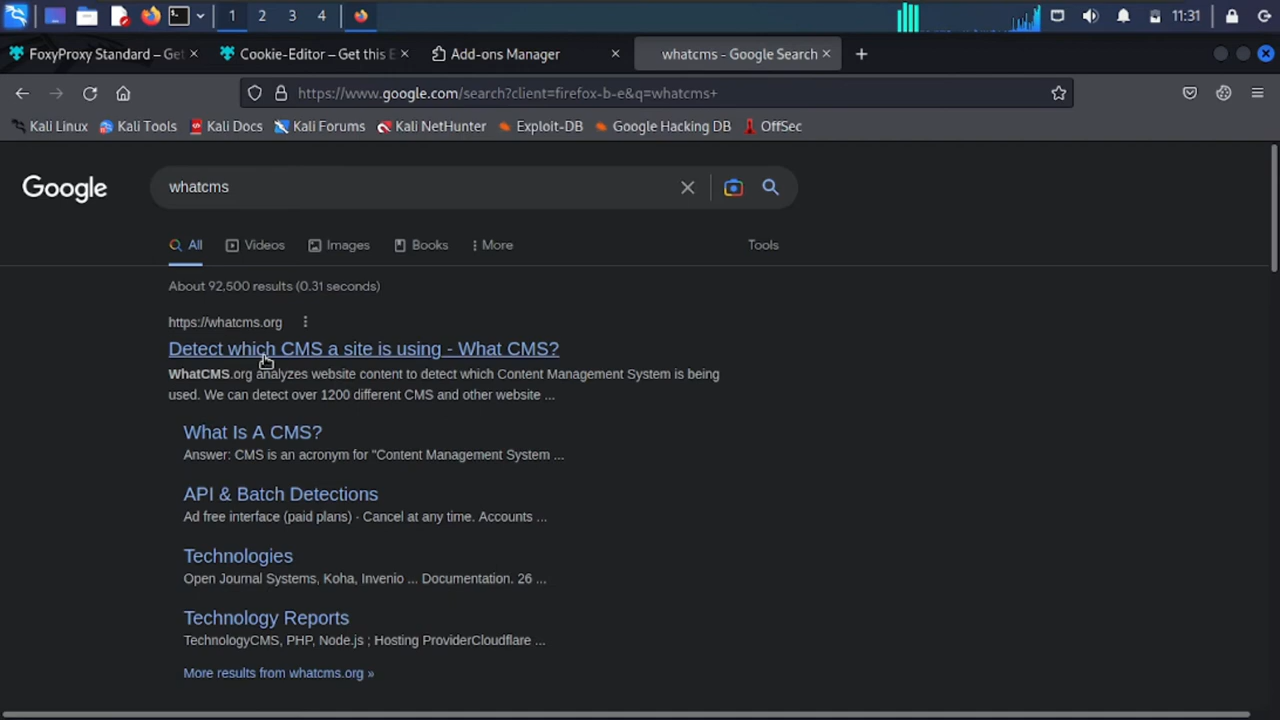 1 2 3 4 11:31
FoxyProxy Standard – Get Cookie-Editor – Get this E Add-ons Manager whatcms - Google Search
https://www.google.com/search?client=firefox-b-e&q=whatcms+
Kali Linux Kali Tools Kali Docs Kali Forums Kali NetHunter Exploit-DB Google Hacking DB OffSec
Google whatcms
All Videos Images Books More Tools
About 92,500 results (0.31 seconds)
https://whatcms.org
Detect which CMS a site is using - What CMS?
WhatCMS.org analyzes website content to detect which Content Management System is being
used. We can detect over 1200 different CMS and other website ...
What Is A CMS?
Answer: CMS is an acronym for "Content Management System ...
API & Batch Detections
Ad free interface (paid plans) · Cancel at any time. Accounts ...
Technologies
Open Journal Systems, Koha, Invenio ... Documentation. 26 ...
Technology Reports
TechnologyCMS, PHP, Node.js ; Hosting ProviderCloudflare ...
More results from whatcms.org »